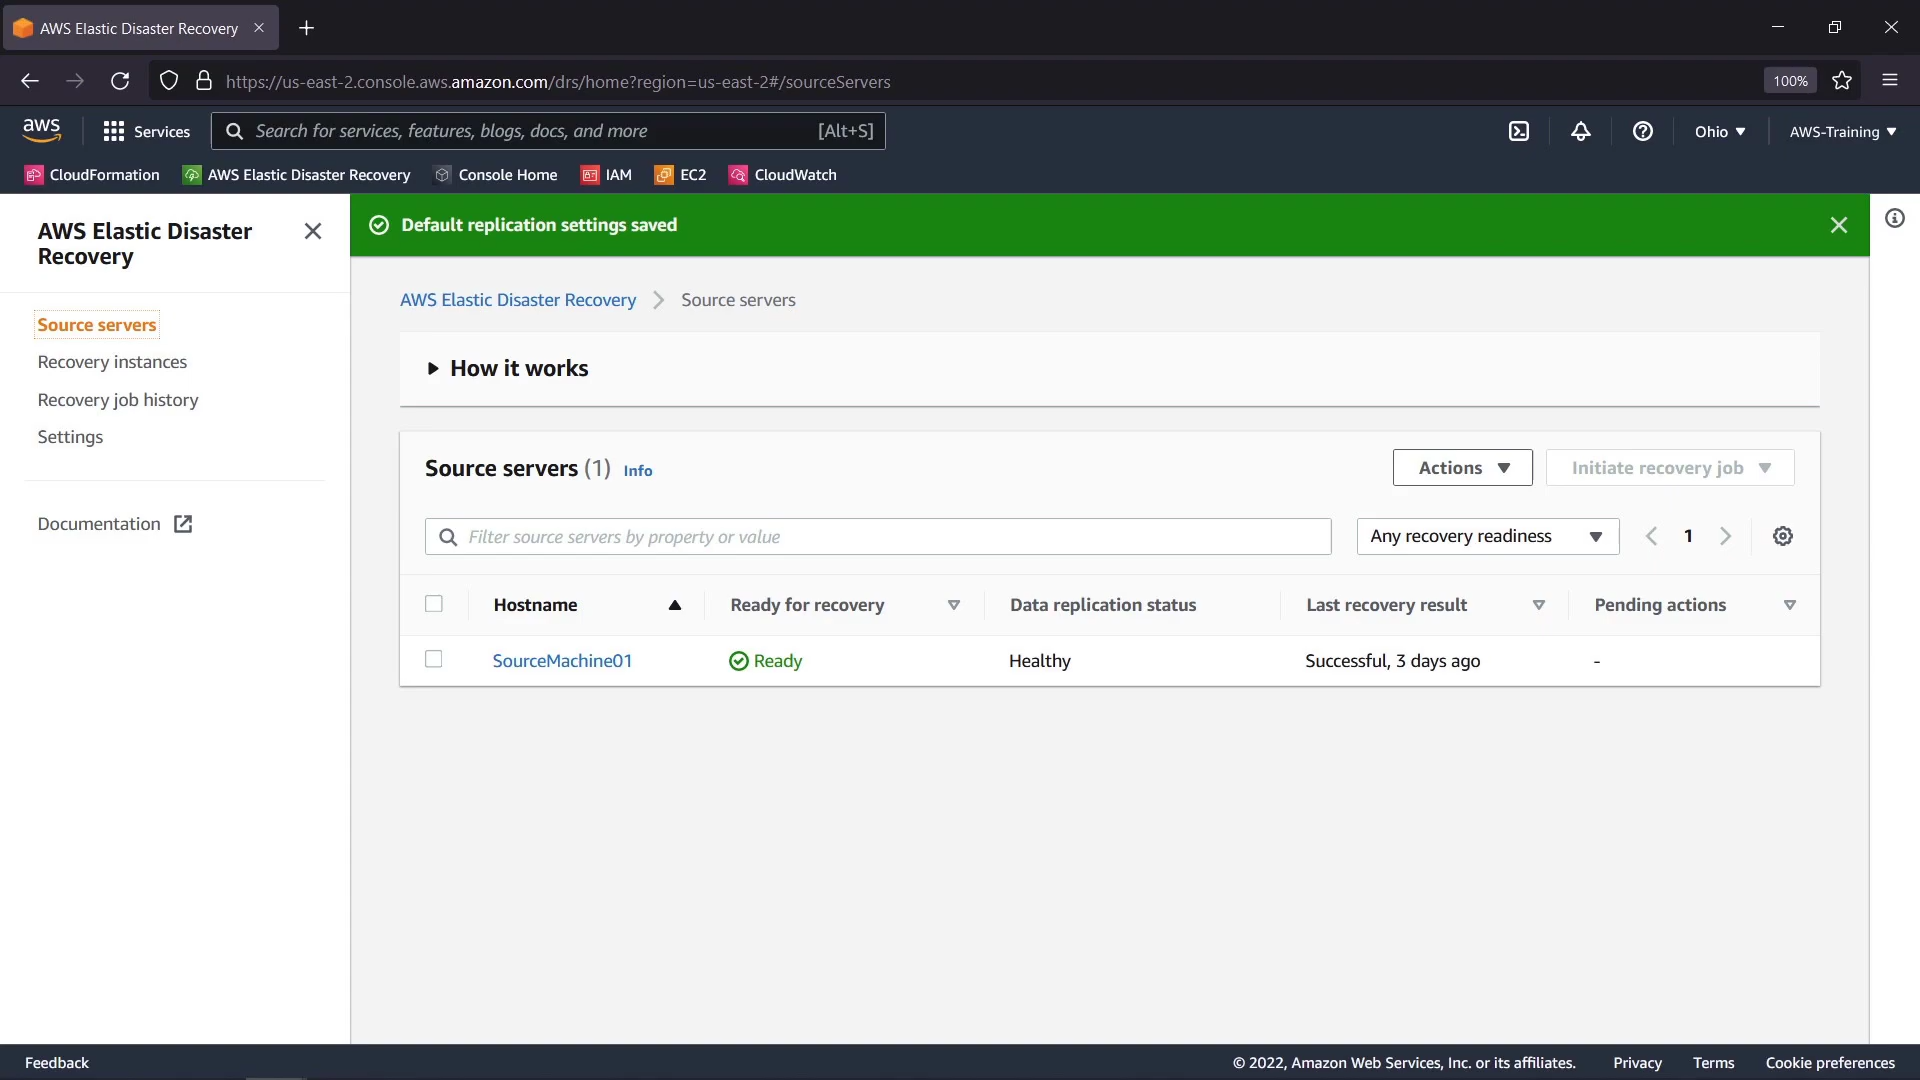 AWS Elastic Disaster Recovery
https://us-east-2.console.aws.amazon.com/drs/home?region=us-east-2#/sourceServers
100%
aws
Services
Search for services, features, blogs, docs, and more
[Alt+S]
Ohio
AWS-Training
CloudFormation
AWS Elastic Disaster Recovery
Console Home
IAM
EC2
CloudWatch
AWS Elastic Disaster
Recovery
Source servers
Recovery instances
Recovery job history
Settings
Documentation
Default replication settings saved
AWS Elastic Disaster Recovery
Source servers
How it works
Source servers (1) Info
Actions
Initiate recovery job
Filter source servers by property or value
Any recovery readiness
1
Hostname
Ready for recovery
Data replication status
Last recovery result
Pending actions
SourceMachine01
Ready
Healthy
Successful, 3 days ago
-
Feedback
© 2022, Amazon Web Services, Inc. or its affiliates.
Privacy
Terms
Cookie preferences